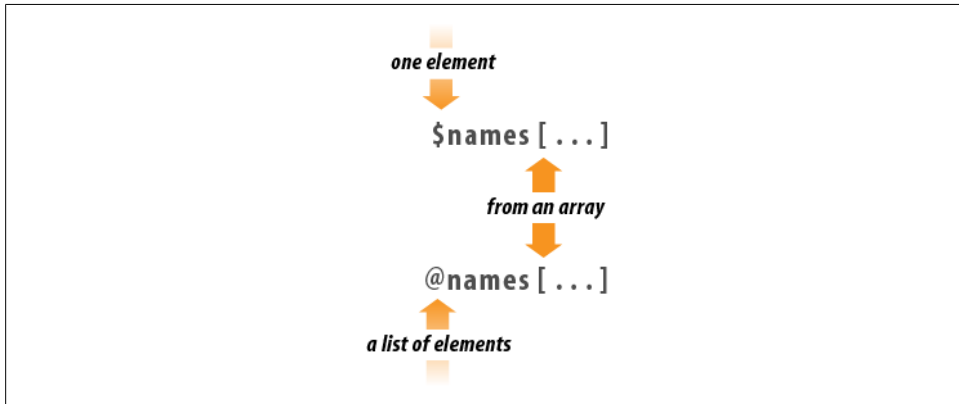 one element
$names[...]
from an array
@names[...]
a list of elements